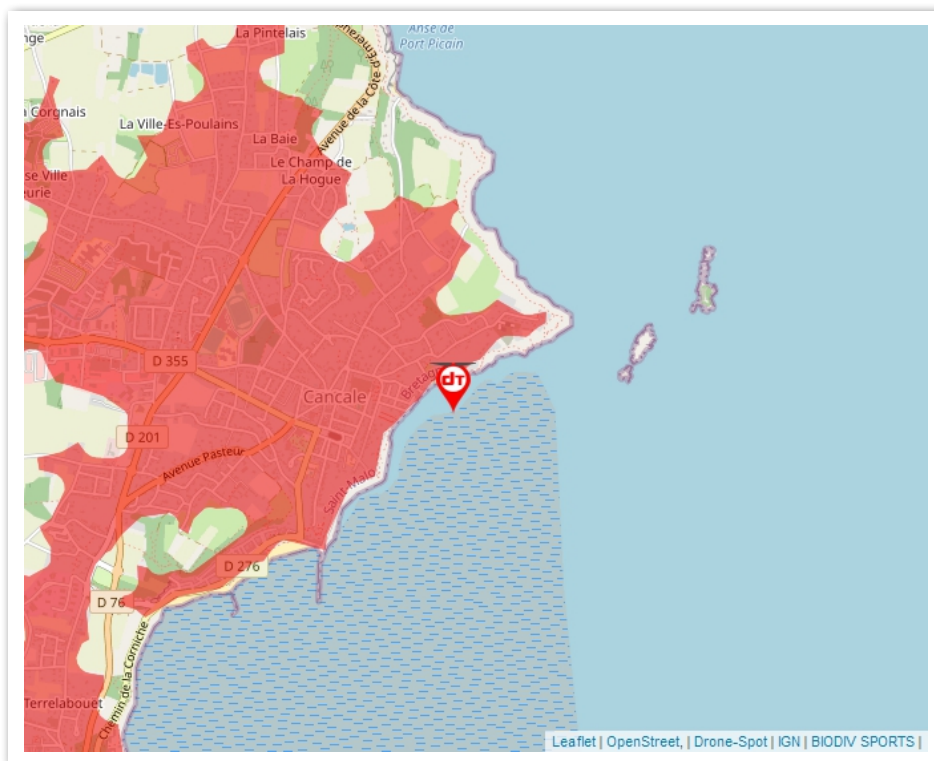 Anse de
Port Picain
nge
La Pintelais
Avenue de la Côte d'Émeraude
a Corgnais
La Ville-Es-Poulains
La Baie
Le Champ de
La Hogue
se Ville
eurie
D 355
Bretagne
dT
Cancale
D 201
Avenue Pasteur
Saint-Malo
D 276
D 76
Chemin de la Corniche
Terrelabouet
Leaflet | OpenStreet, | Drone-Spot | IGN | BIODIV SPORTS |